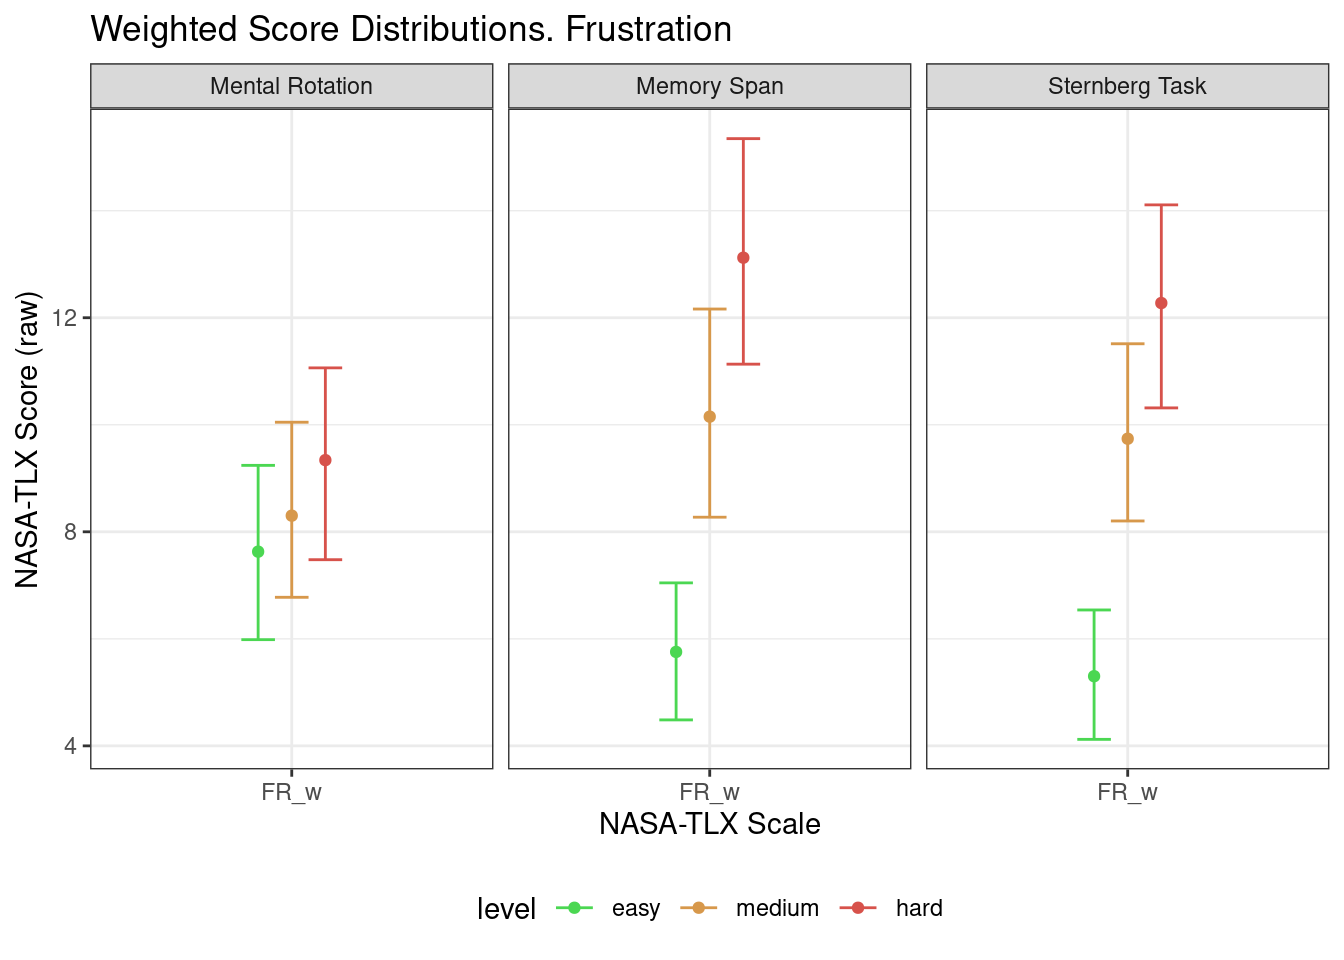 Weighted Score Distributions. Frustration
Mental Rotation
Memory Span
Sternberg Task
NASA-TLX Score (raw)
12
8
4
FR_w
FR_w
FR_w
NASA-TLX Scale
level easy medium hard